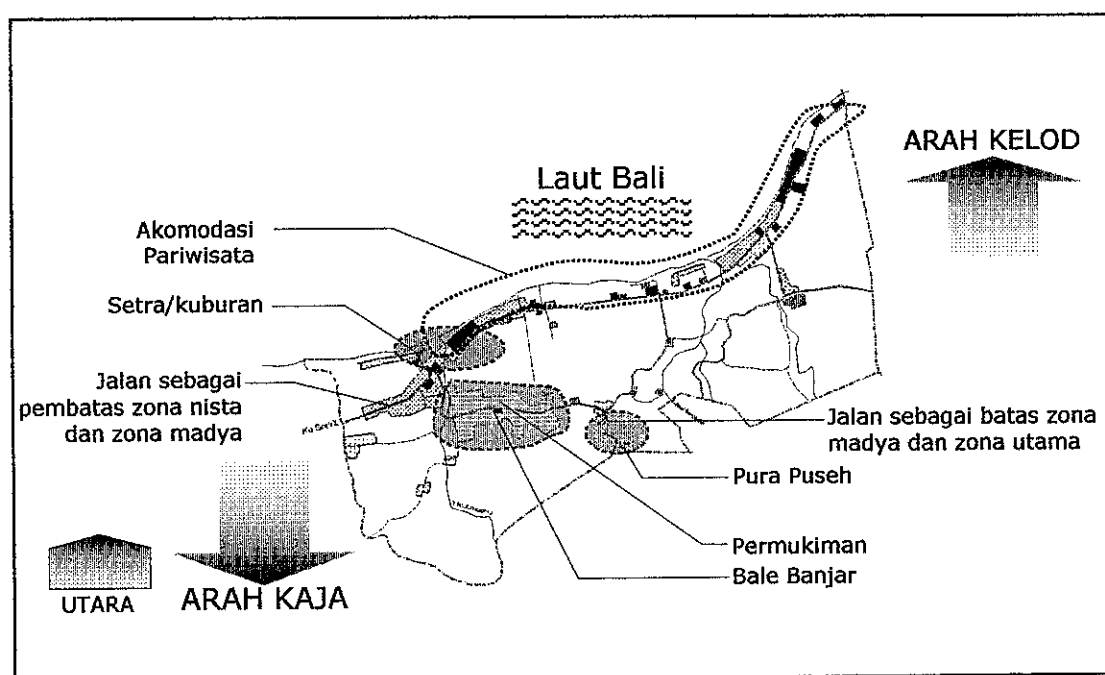 ARAH KELOD
Laut Bali
Akomodasi
Pariwisata
Setra/kuburan
Jalan sebagai
pembatas zona nista
dan zona madya
Jalan sebagai batas zona
madya dan zona utama
Pura Puseh
Permukiman
Bale Banjar
UTARA
ARAH KAJA